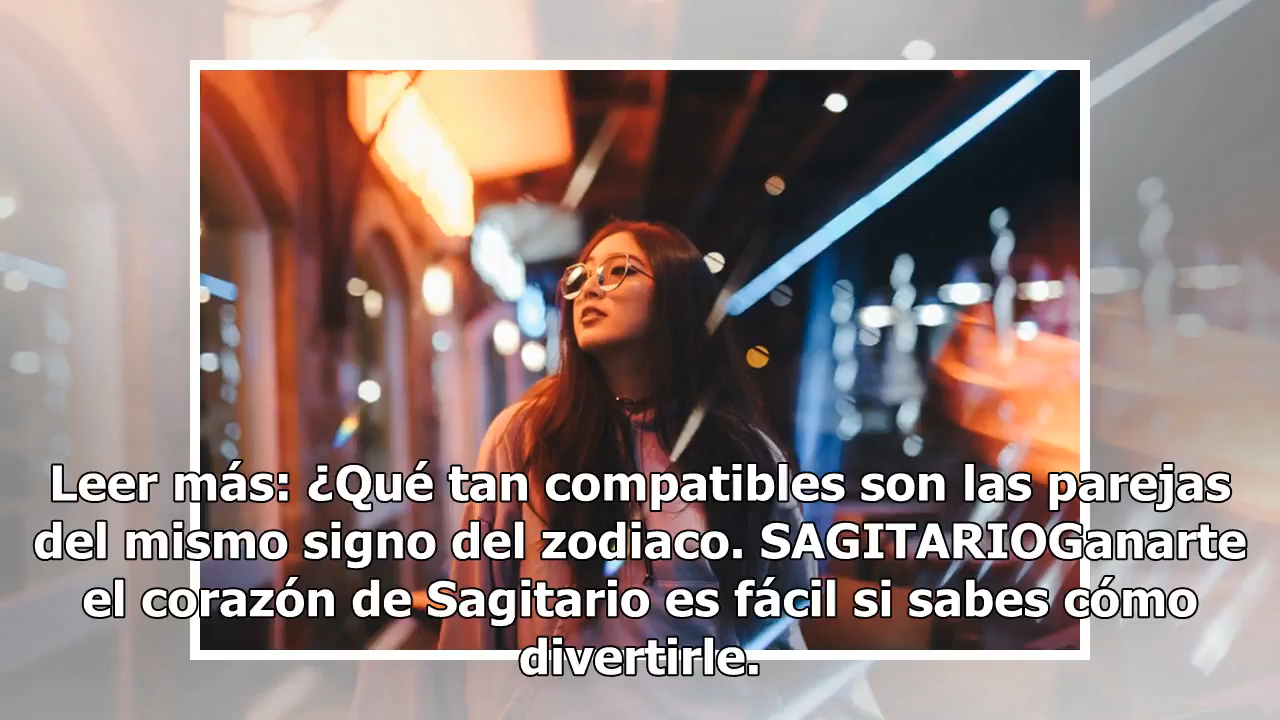 Leer más: ¿Qué tan compatibles son las parejas
del mismo signo del zodiaco. SAGITARIOGanarte
el corazón de Sagitario es fácil si sabes cómo
divertirle.